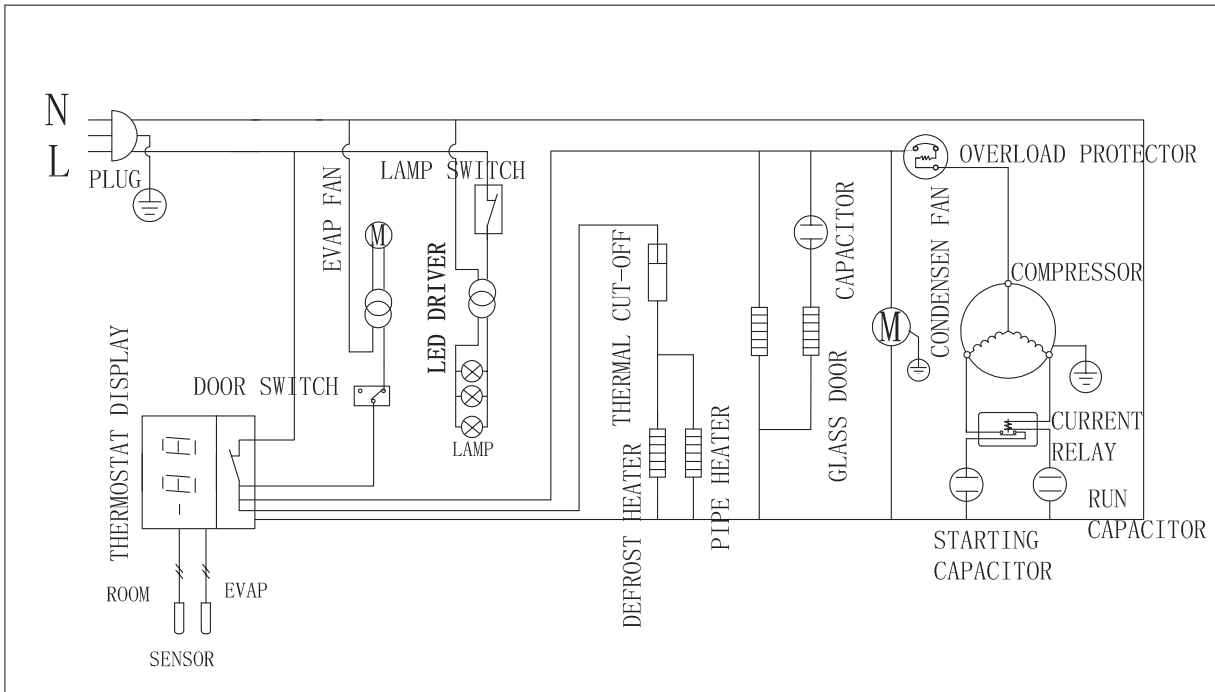 N
L
PLUG
EVAP FAN
M
LAMP SWITCH
LED DRIVER
LAMP
DOOR SWITCH
THERMOSTAT DISPLAY
ROOM
EVAP
SENSOR
THERMAL CUT-OFF
DEFROST HEATER
PIPE HEATER
CAPACITOR
GLASS DOOR
M
CONDENSEN FAN
OVERLOAD PROTECTOR
COMPRESSOR
CURRENT
RELAY
STARTING
CAPACITOR
RUN
CAPACITOR